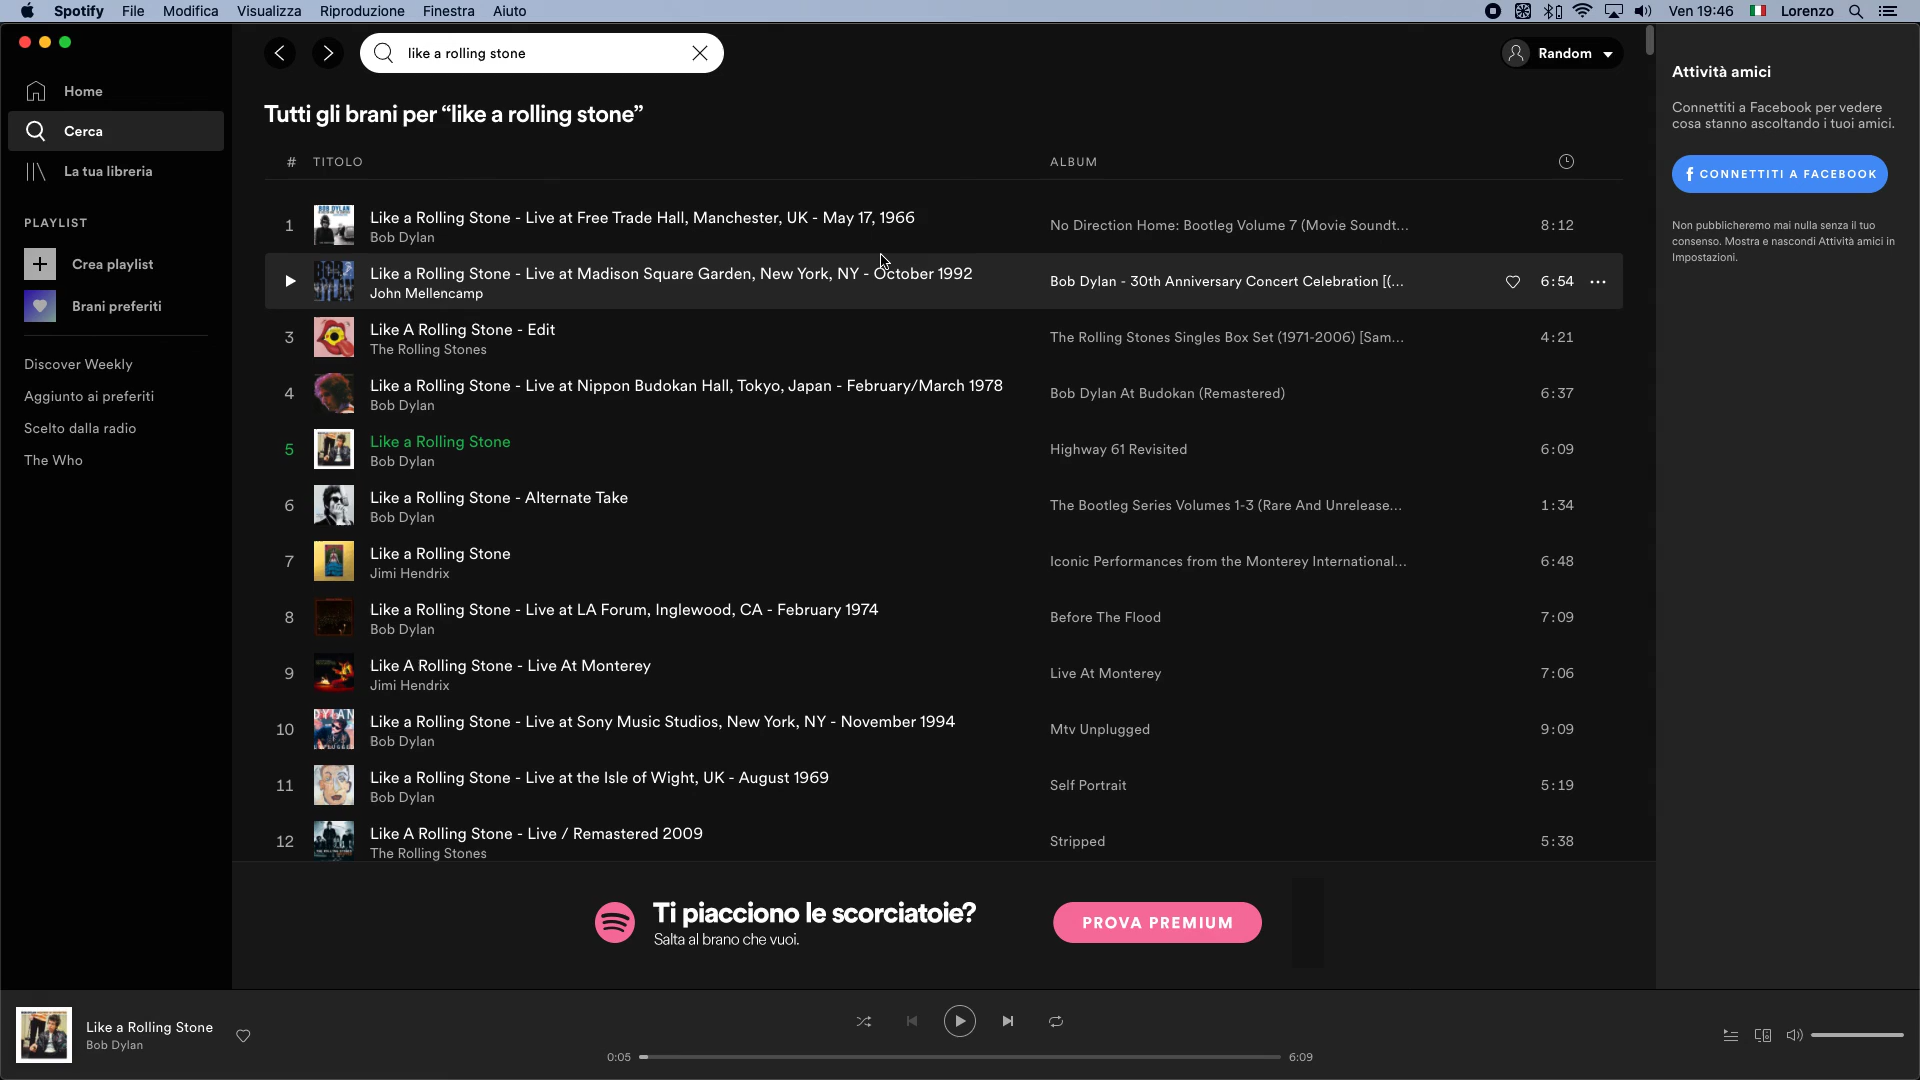 Spotify File Modifica Visualizza Riproduzione Finestra Aiuto Ven 19:46 Lorenzo
like a rolling stone
Random
Home
Cerca
La tua libreria
PLAYLIST
Crea playlist
Brani preferiti
Discover Weekly
Aggiunto ai preferiti
Scelto dalla radio
The Who
Tutti gli brani per “like a rolling stone”
# TITOLO ALBUM
1 Like a Rolling Stone - Live at Free Trade Hall, Manchester, UK - May 17, 1966
Bob Dylan
No Direction Home: Bootleg Volume 7 (Movie Soundt... 8:12
Like a Rolling Stone - Live at Madison Square Garden, New York, NY - October 1992
John Mellencamp
Bob Dylan - 30th Anniversary Concert Celebration [(... 6:54
3 Like A Rolling Stone - Edit
The Rolling Stones
The Rolling Stones Singles Box Set (1971-2006) [Sam... 4:21
4 Like a Rolling Stone - Live at Nippon Budokan Hall, Tokyo, Japan - February/March 1978
Bob Dylan
Bob Dylan At Budokan (Remastered) 6:37
5 Like a Rolling Stone
Bob Dylan
Highway 61 Revisited 6:09
6 Like a Rolling Stone - Alternate Take
Bob Dylan
The Bootleg Series Volumes 1-3 (Rare And Unrelease... 1:34
7 Like a Rolling Stone
Jimi Hendrix
Iconic Performances from the Monterey International... 6:48
8 Like a Rolling Stone - Live at LA Forum, Inglewood, CA - February 1974
Bob Dylan
Before The Flood 7:09
9 Like A Rolling Stone - Live At Monterey
Jimi Hendrix
Live At Monterey 7:06
10 Like a Rolling Stone - Live at Sony Music Studios, New York, NY - November 1994
Bob Dylan
Mtv Unplugged 9:09
11 Like a Rolling Stone - Live at the Isle of Wight, UK - August 1969
Bob Dylan
Self Portrait 5:19
12 Like A Rolling Stone - Live / Remastered 2009
The Rolling Stones
Stripped 5:38
Attività amici
Connettiti a Facebook per vedere
cosa stanno ascoltando i tuoi amici.
CONNETTITI A FACEBOOK
Non pubblicheremo mai nulla senza il tuo
consenso. Mostra e nascondi Attività amici in
Impostazioni.
Ti piacciono le scorciatoie?
Salta al brano che vuoi.
PROVA PREMIUM
Like a Rolling Stone
Bob Dylan
0:05 6:09